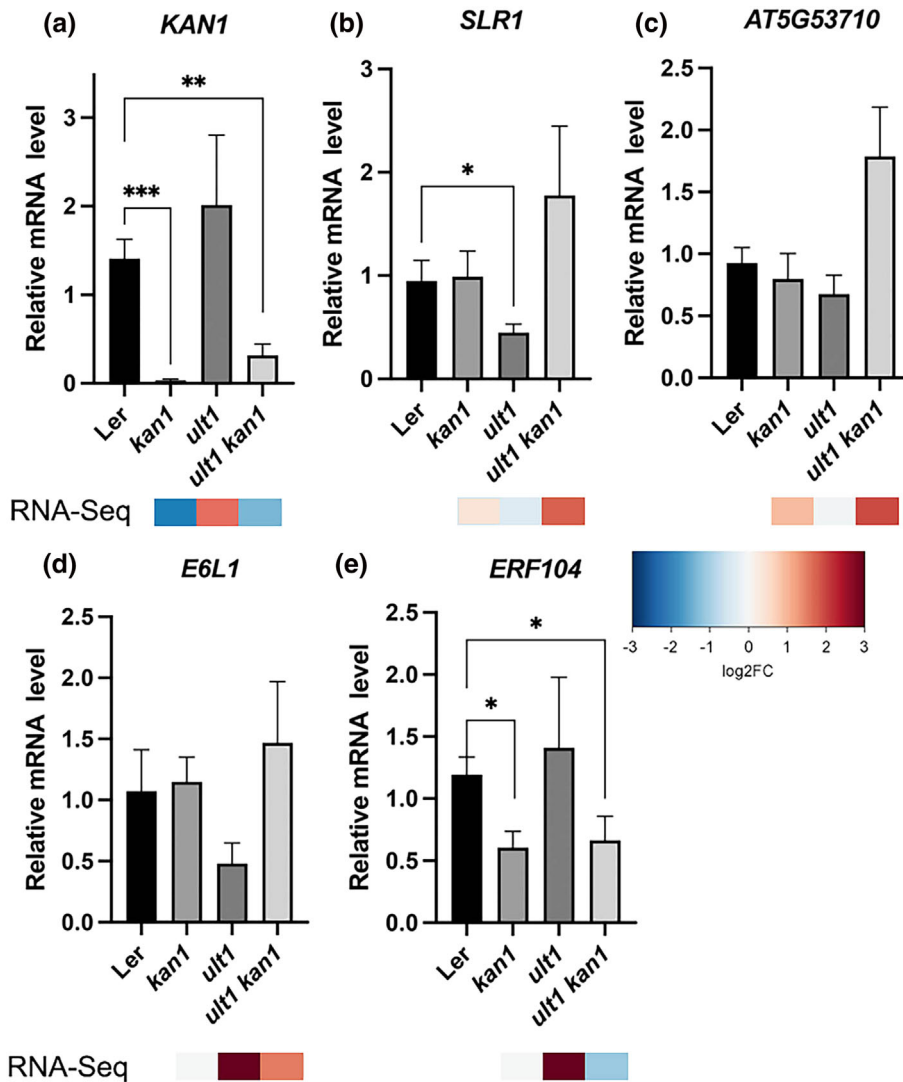 (a) KAN1
Relative mRNA level
3
2
1
0
**
***
Ler
kan1
ult1
ult1 kan1
(b) SLR1
Relative mRNA level
3
2
1
0
*
Ler
kan1
ult1
ult1 kan1
(c) AT5G53710
Relative mRNA level
2.5
2.0
1.5
1.0
0.5
0.0
Ler
kan1
ult1
ult1 kan1
RNA-Seq
(d) E6L1
Relative mRNA level
2.5
2.0
1.5
1.0
0.5
0.0
Ler
kan1
ult1
ult1 kan1
(e) ERF104
Relative mRNA level
2.5
2.0
1.5
1.0
0.5
0.0
*
*
Ler
kan1
ult1
ult1 kan1
-3 -2 -1 0 1 2 3
log2FC
RNA-Seq